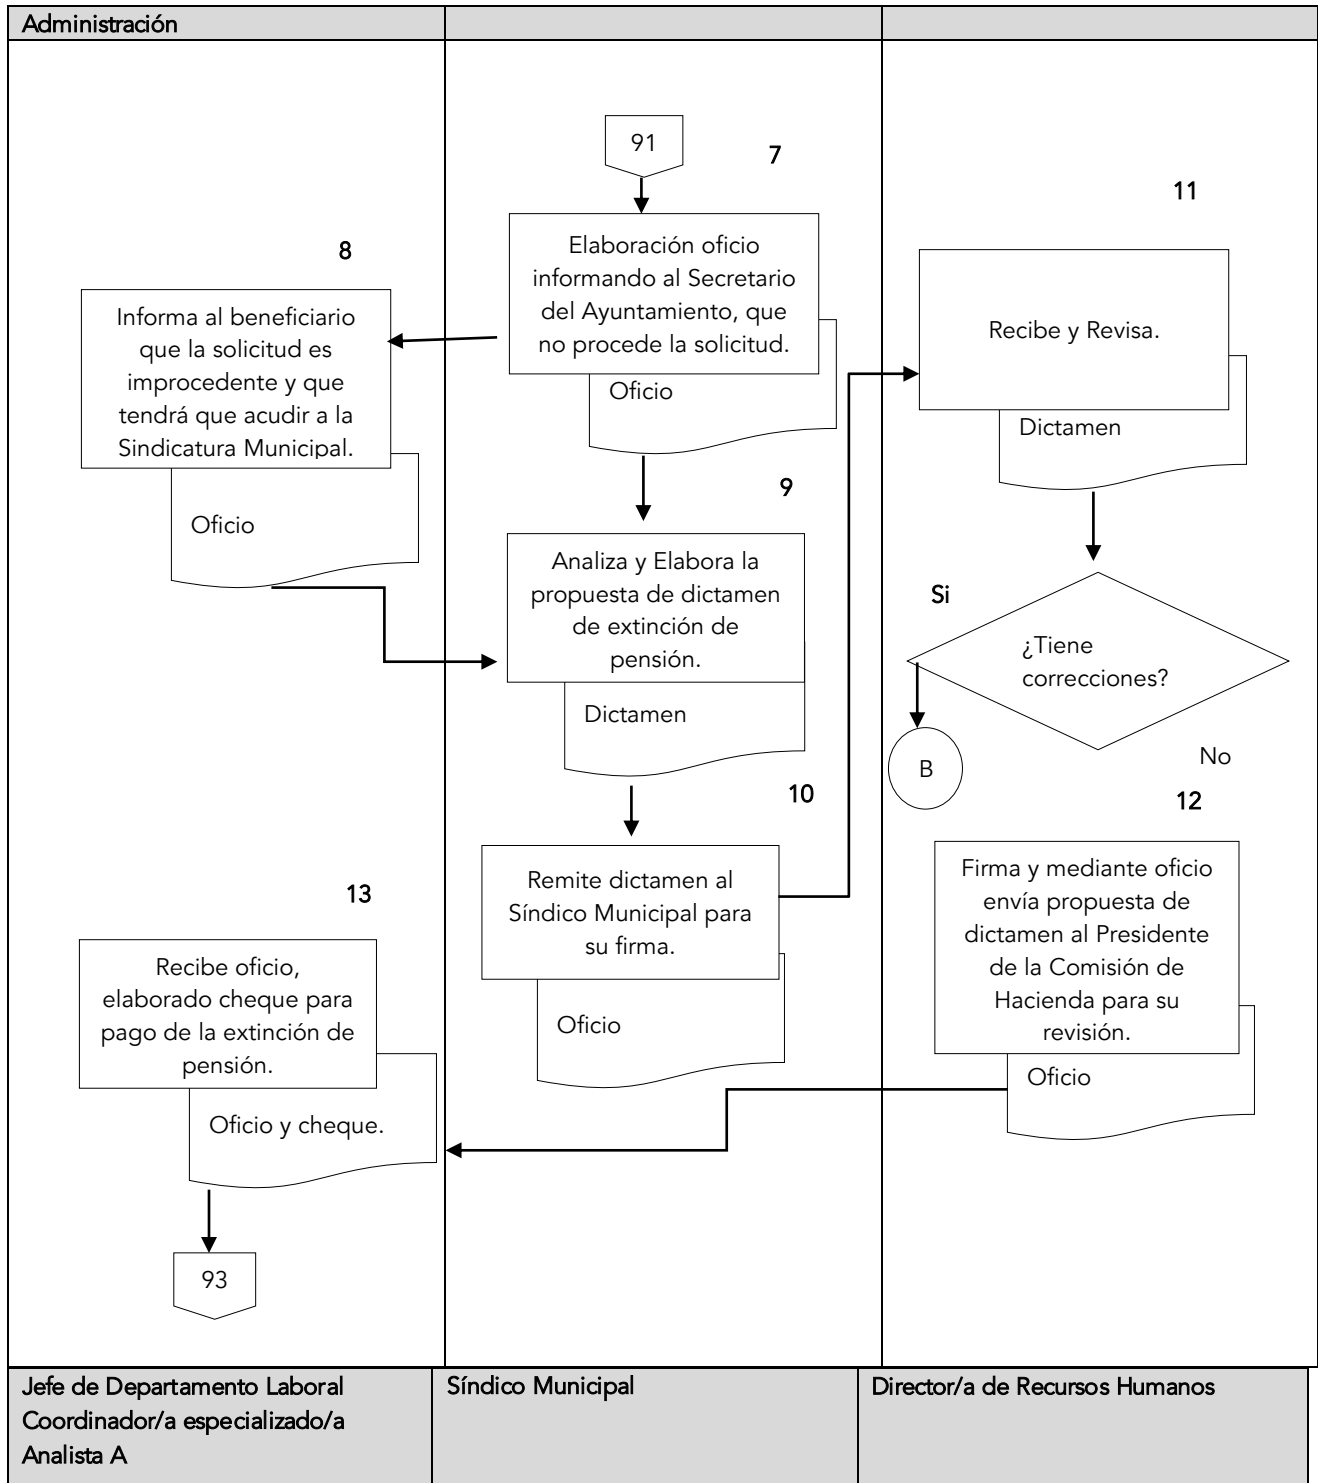 Administración
91
7
Elaboración oficio
informando al Secretario
del Ayuntamiento, que
no procede la solicitud.
Oficio
8
Informa al beneficiario
que la solicitud es
improcedente y que
tendrá que acudir a la
Sindicatura Municipal.
Oficio
9
Analiza y Elabora la
propuesta de dictamen
de extinción de
pensión.
Dictamen
10
Remite dictamen al
Síndico Municipal para
su firma.
Oficio
11
Recibe y Revisa.
Dictamen
¿Tiene
correcciones?
Si
B
No
12
Firma y mediante oficio
envía propuesta de
dictamen al Presidente
de la Comisión de
Hacienda para su
revisión.
Oficio
13
Recibe oficio,
elaborado cheque para
pago de la extinción de
pensión.
Oficio y cheque.
93
Jefe de Departamento Laboral
Coordinador/a especializado/a
Analista A
Síndico Municipal
Director/a de Recursos Humanos